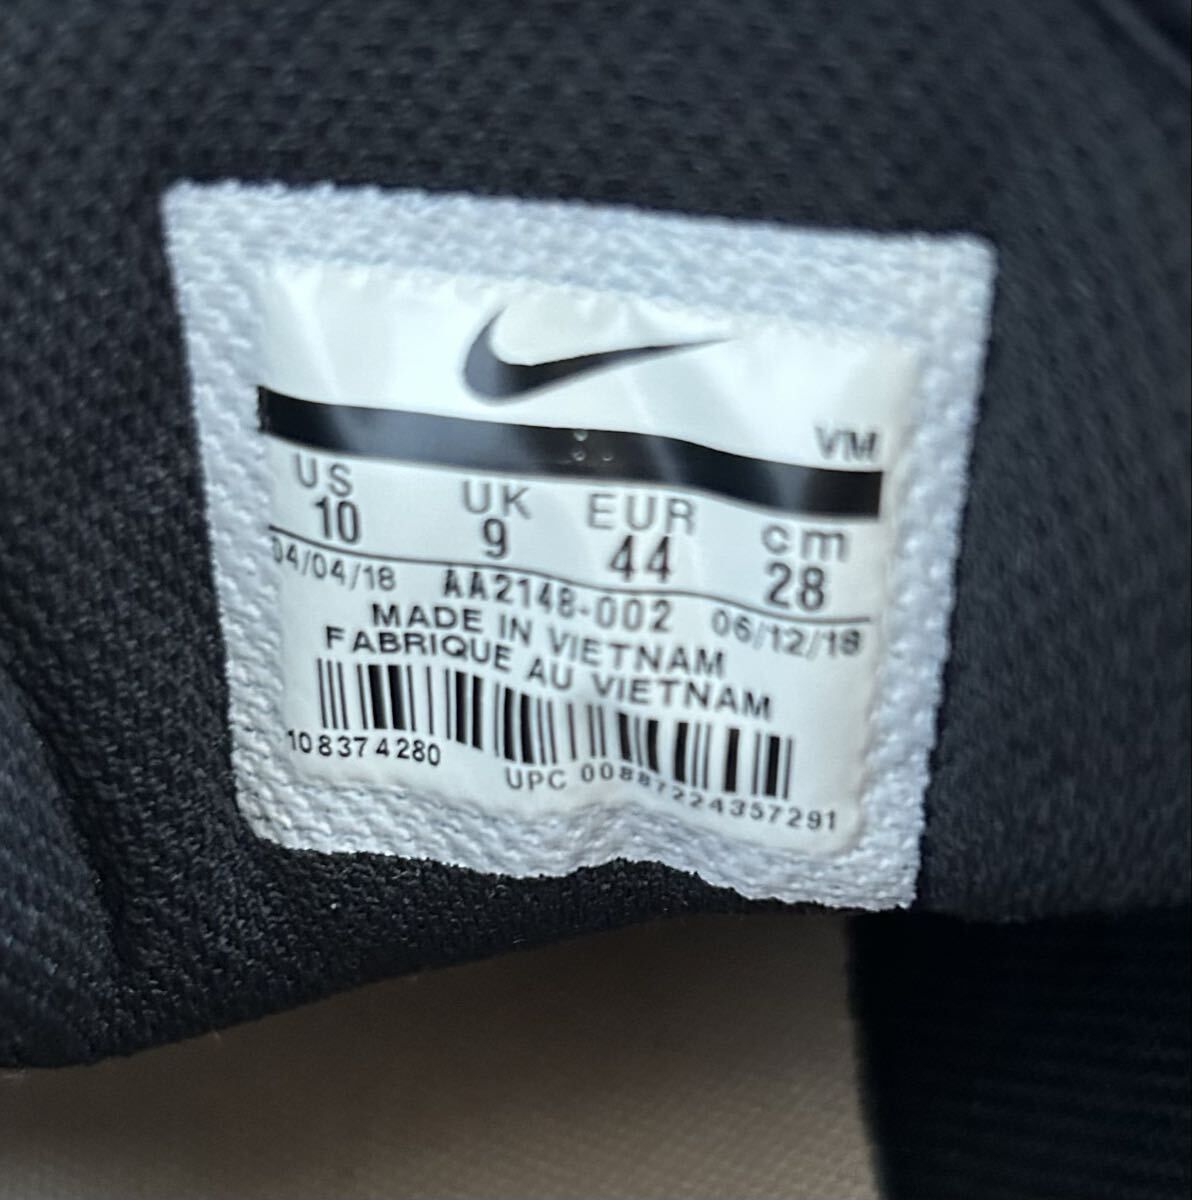 VM
US UK EUR cm
10 9 44 28
04/04/18 AA2148-002 06/12/18
MADE IN VIETNAM
FABRIQUE AU VIETNAM
108374280
UPC 00887224357291